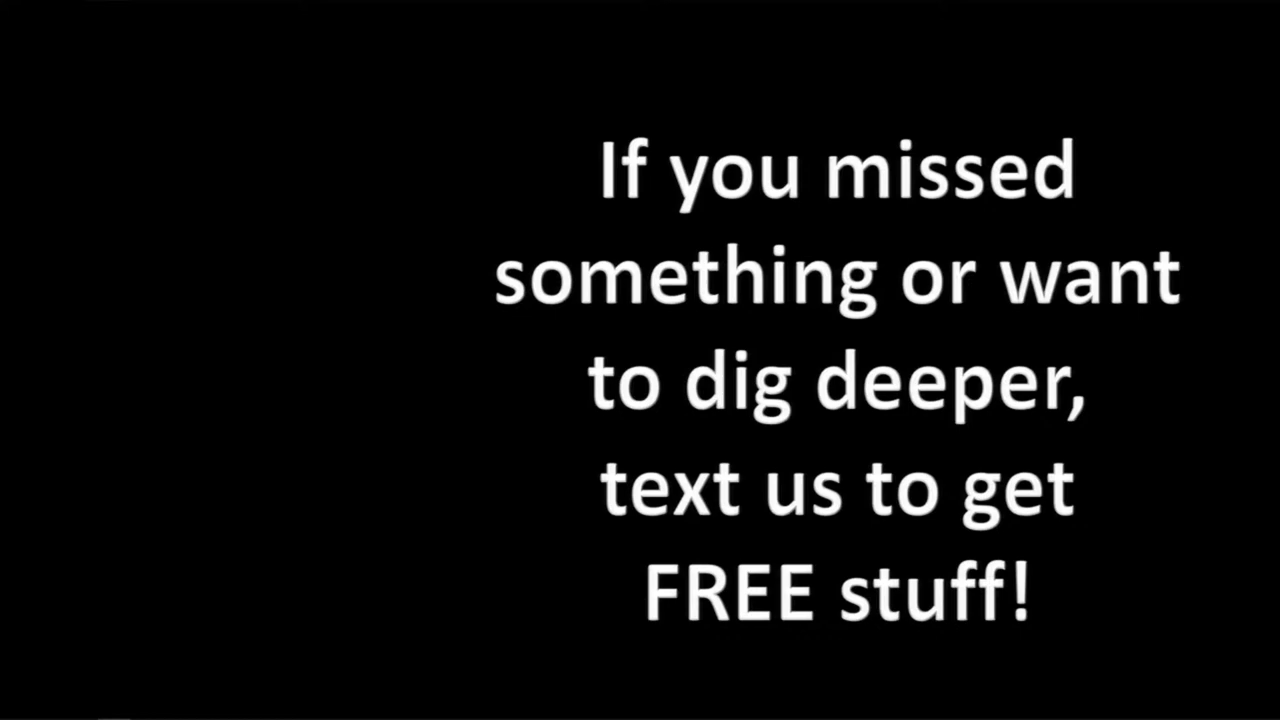 If you missed
something or want
to dig deeper,
text us to get
FREE stuff!